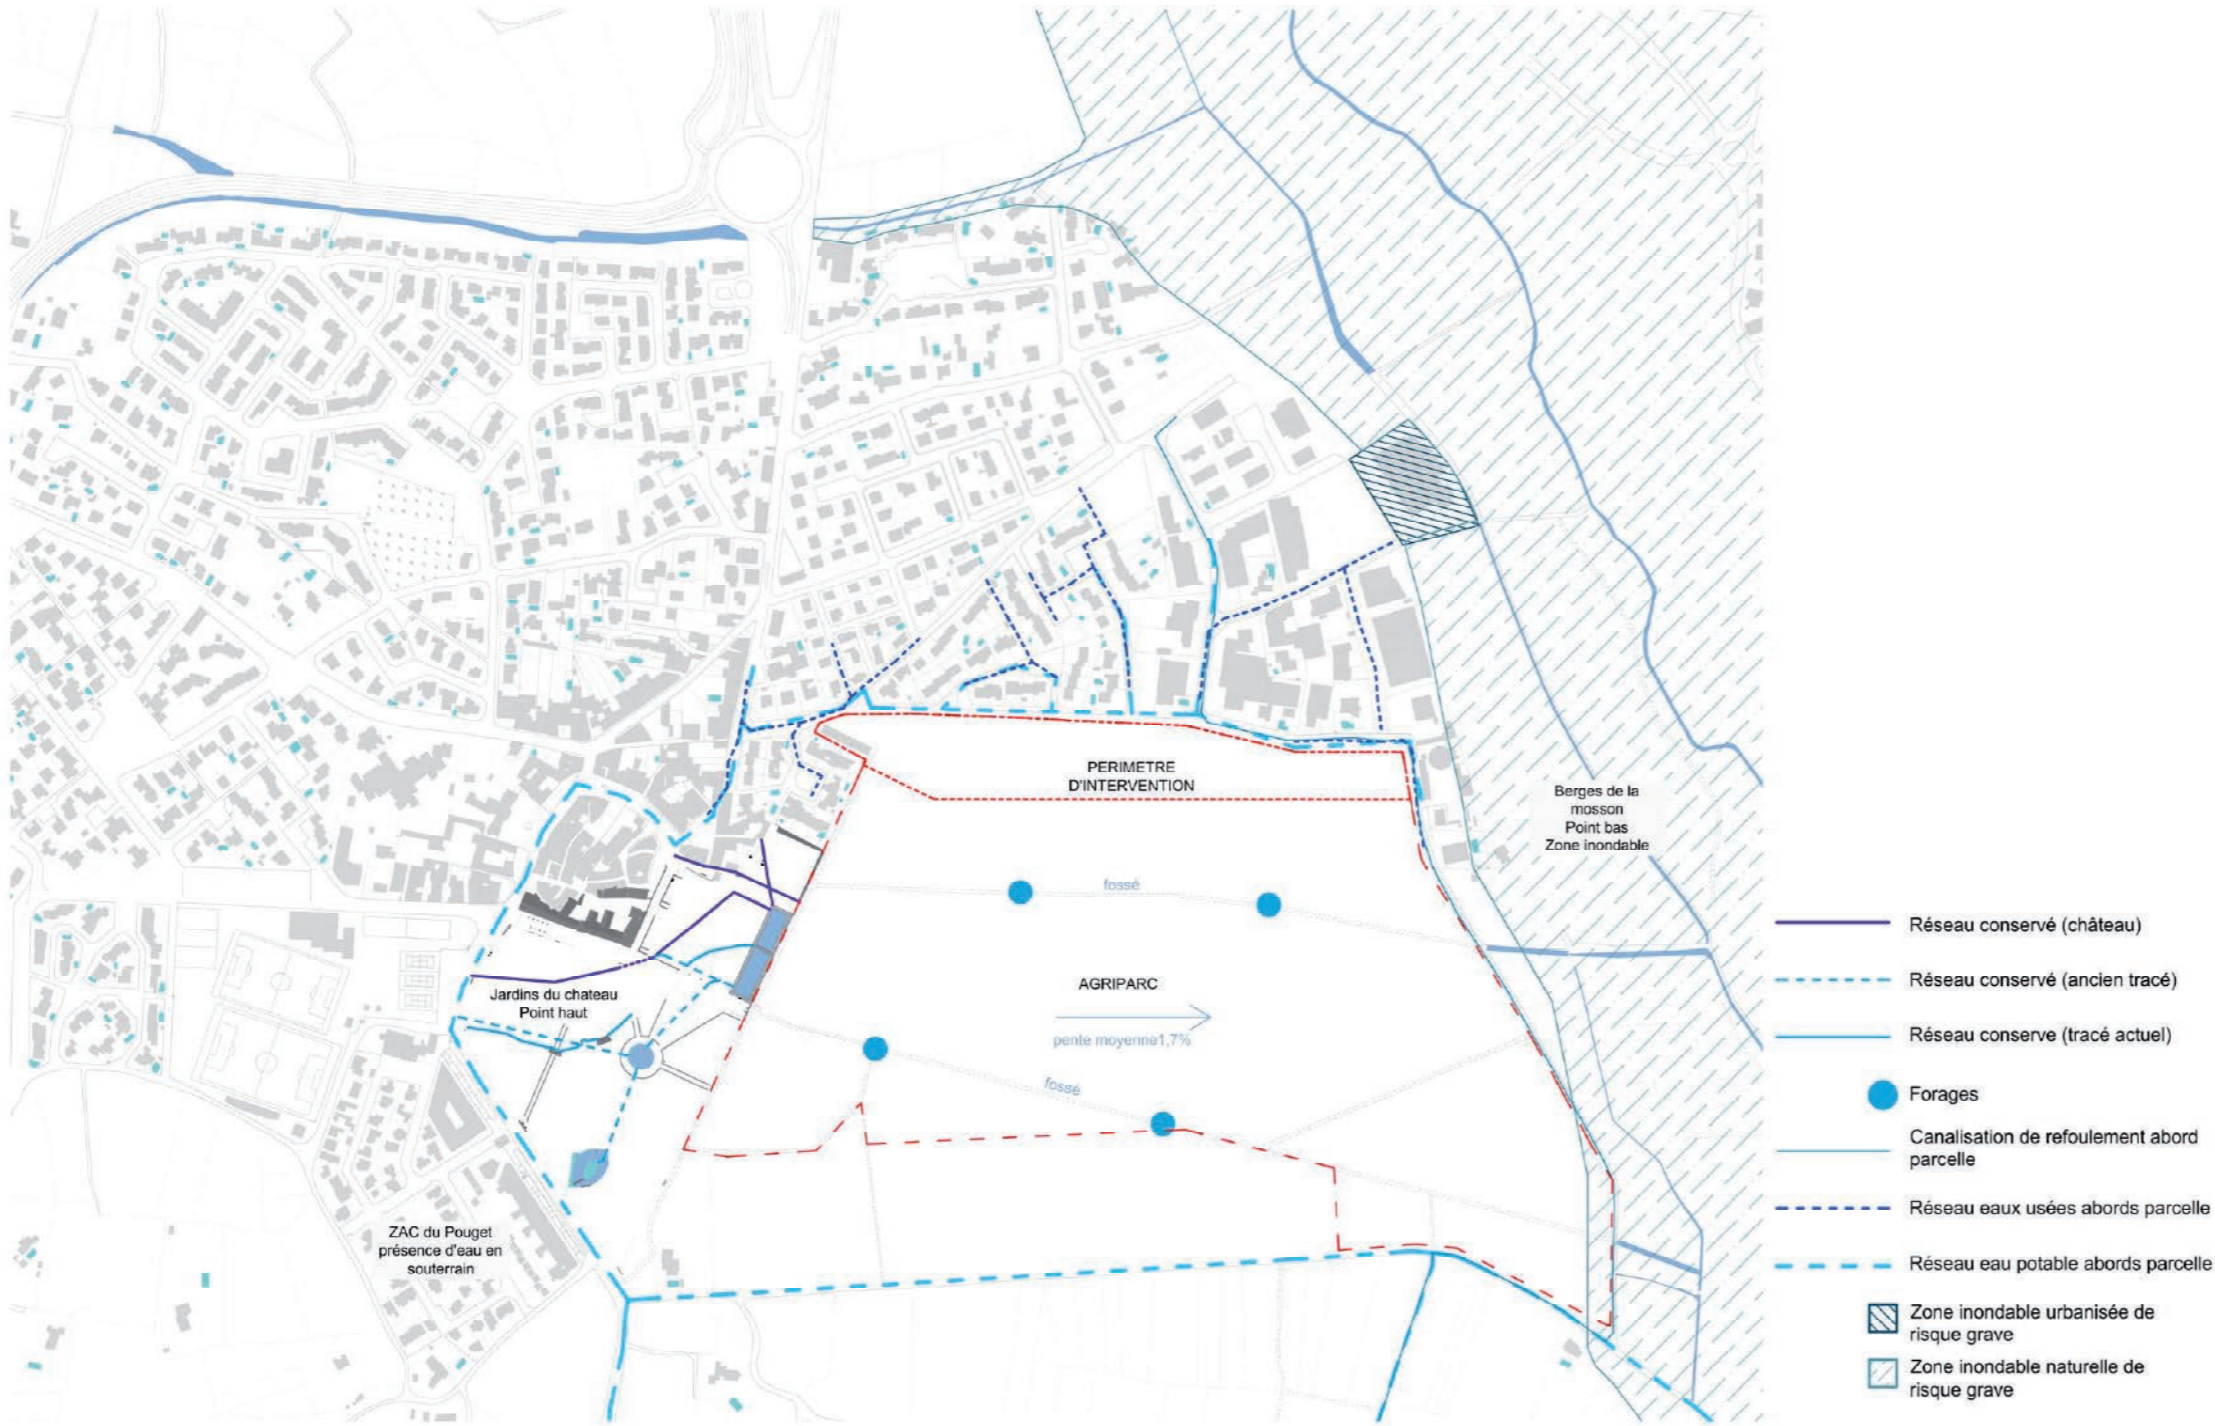 PERIMETRE
D'INTERVENTION
Berges de la
mosson
Point bas
Zone inondable
fossé
AGRIPARC
pente moyenne1,7%
fossé
Jardins du chateau
Point haut
ZAC du Pouget
présence d'eau en
souterrain
Réseau conservé (château)
Réseau conservé (ancien tracé)
Réseau conserve (tracé actuel)
Forages
Canalisation de refoulement abord
parcelle
Réseau eaux usées abords parcelle
Réseau eau potable abords parcelle
Zone inondable urbanisée de
risque grave
Zone inondable naturelle de
risque grave